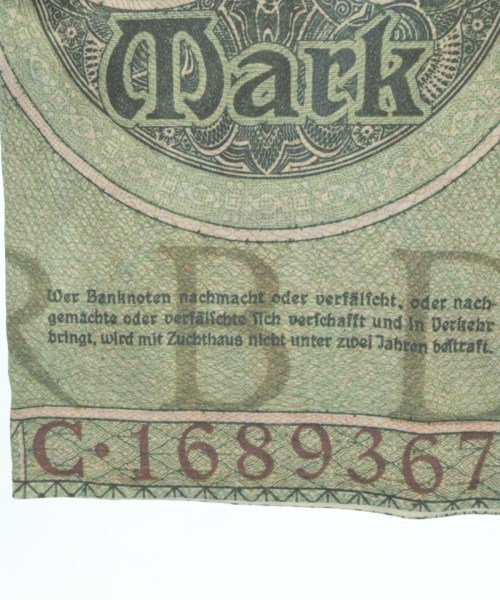 Mark
R B D
Wer Banknoten nachmacht oder verfälscht, oder nach-
gemachte oder verfälschte sich verschafft und in Verkehr
bringt, wird mit Zuchthaus nicht unter zwei Jahren bestraft.
C·1689367